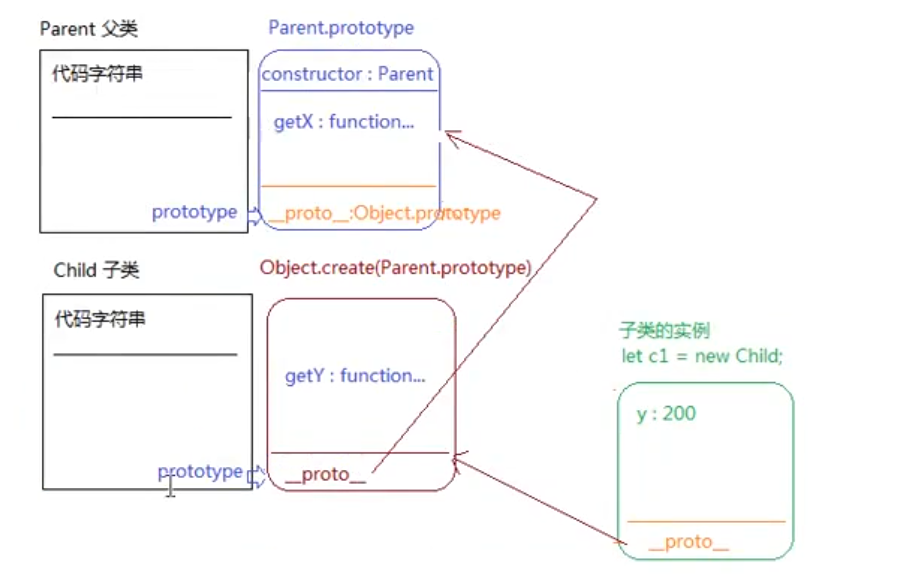 Parent 父类
Parent.prototype
代码字符串
constructor : Parent
getX : function...
prototype
__proto__:Object.prototype
Child 子类
Object.create(Parent.prototype)
代码字符串
getY : function...
prototype
__proto__
子类的实例
let c1 = new Child;
y : 200
__proto__